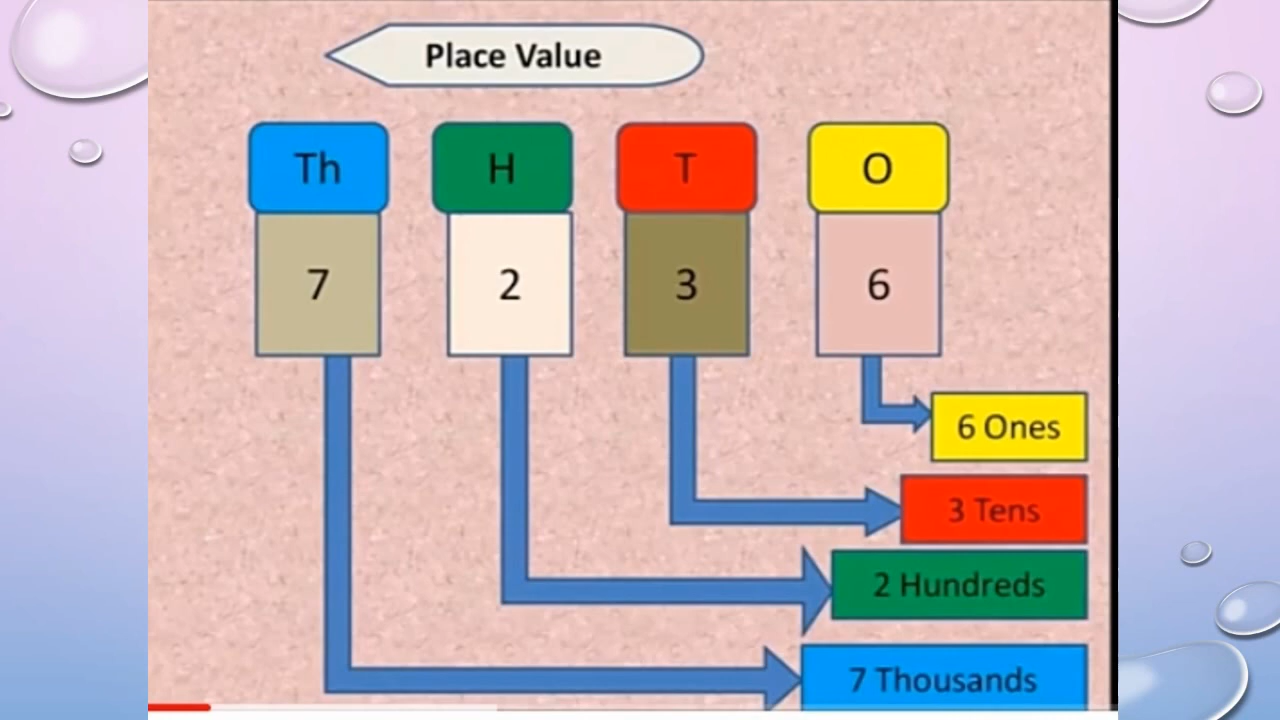 Place Value
Th H T O
7 2 3 6
6 Ones
3 Tens
2 Hundreds
7 Thousands